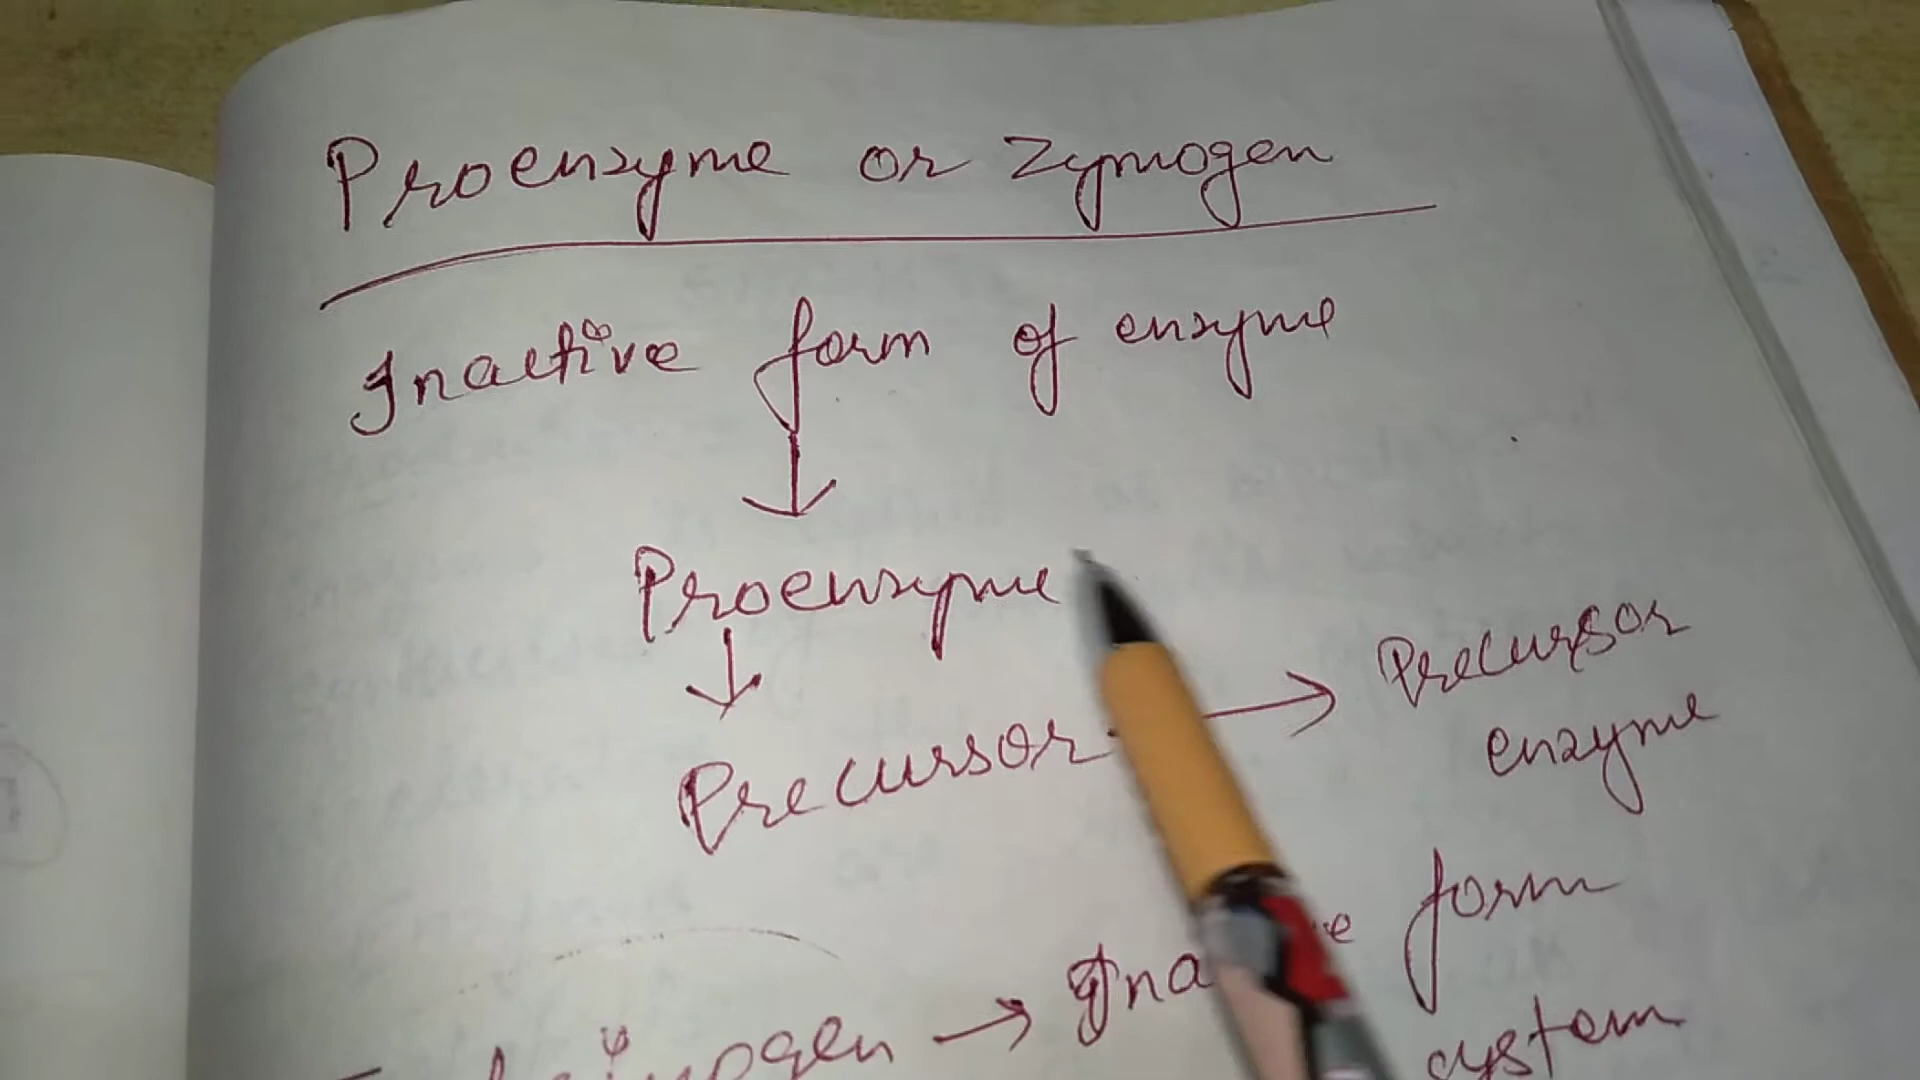 Proenzyme or Zymogen
Inactive form of enzyme
Proenzyme
Precursor → Precursor
enzyme
→ form
system